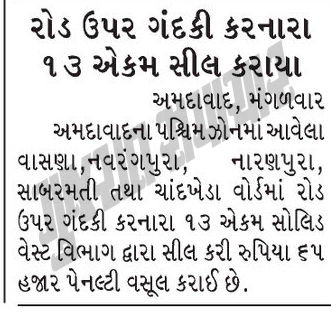 રોડ ઉપર ગંદકી કરનારા
૧૩ એકમ સીલ કરાયા
અમદાવાદ, મંગળવાર
અમદાવાદના પશ્ચિમ ઝોનમાં આવેલા
વાસણા,નવરંગપુરા, નારણપુરા,
સાબરમતી તથા ચાંદખેડા વોર્ડમાં રોડ
ઉપર ગંદકી કરનારા ૧૩ એકમ સોલિડ
વેસ્ટ વિભાગ દ્વારા સીલ કરી રુપિયા ૬૫
હજાર પેનલ્ટી વસૂલ કરાઈ છે.